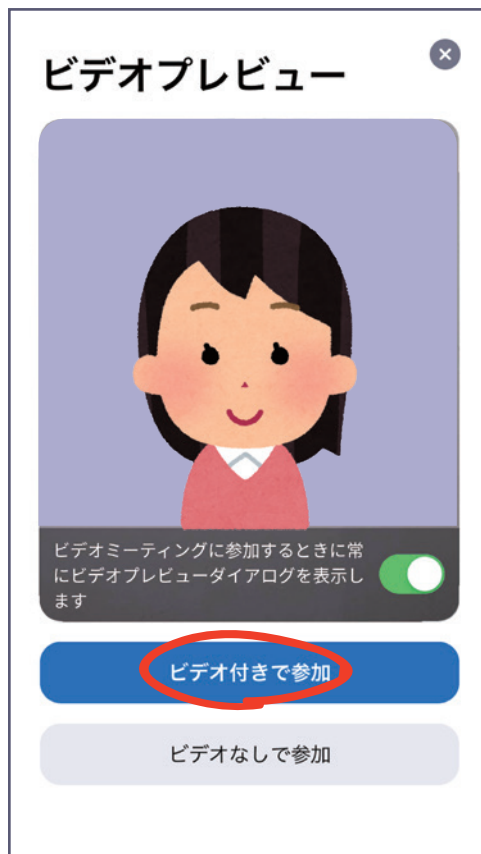 ビデオプレビュー
ビデオミーティングに参加するときに常
にビデオプレビューダイアログを表示し
ます
ビデオ付きで参加
ビデオなしで参加